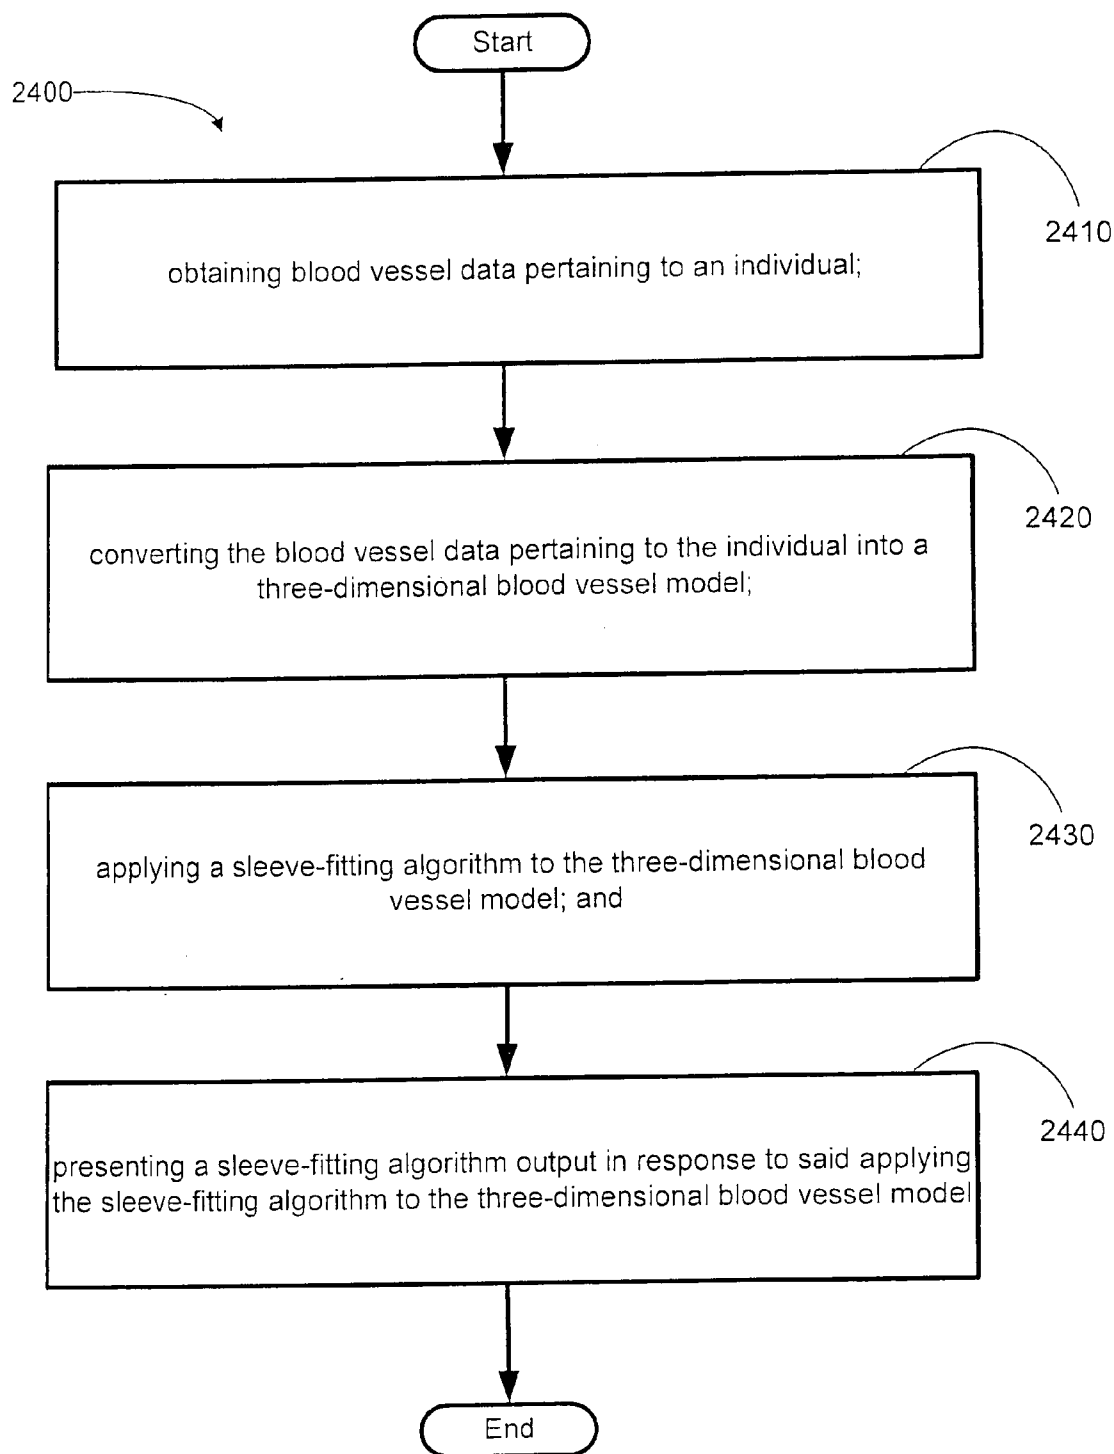 Start
2400
2410
obtaining blood vessel data pertaining to an individual;
2420
converting the blood vessel data pertaining to the individual into a
three-dimensional blood vessel model;
2430
applying a sleeve-fitting algorithm to the three-dimensional blood
vessel model; and
2440
presenting a sleeve-fitting algorithm output in response to said applying
the sleeve-fitting algorithm to the three-dimensional blood vessel model
End